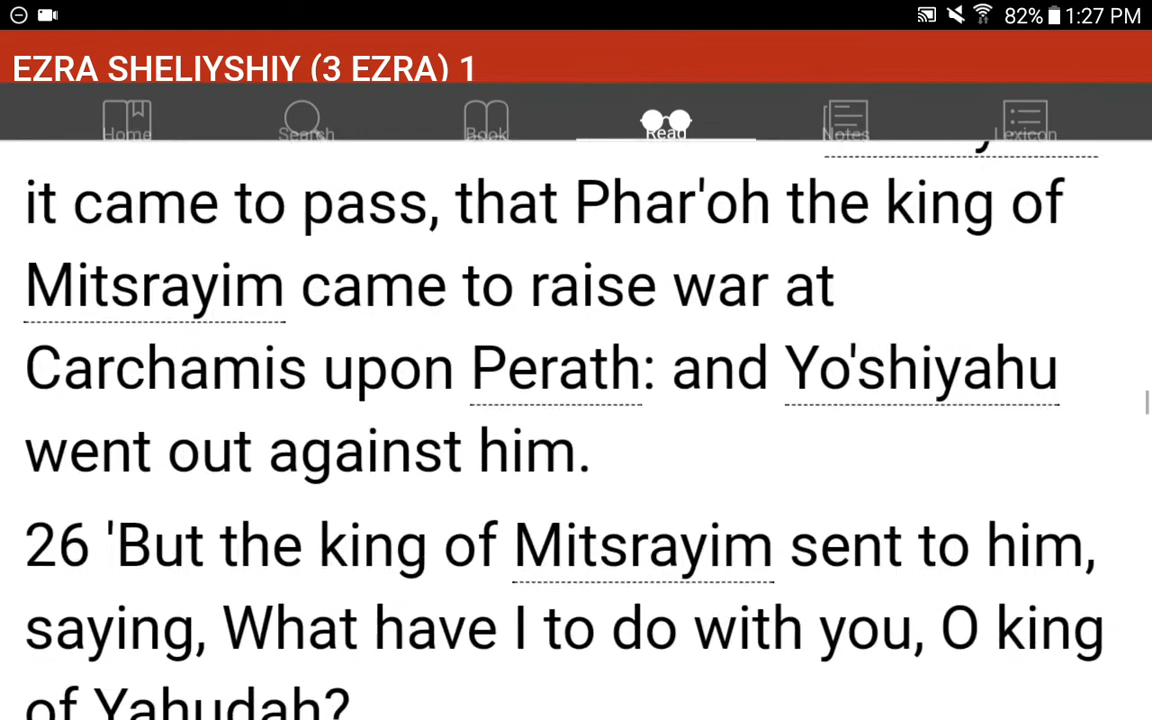 82% 1:27 PM
EZRA SHELIYSHIY (3 EZRA) 1
Home Search Book Read Notes Lexicon
it came to pass, that Phar'oh the king of
Mitsrayim came to raise war at
Carchamis upon Perath: and Yo'shiyahu
went out against him.
26 'But the king of Mitsrayim sent to him,
saying, What have I to do with you, O king
of Yahudah?